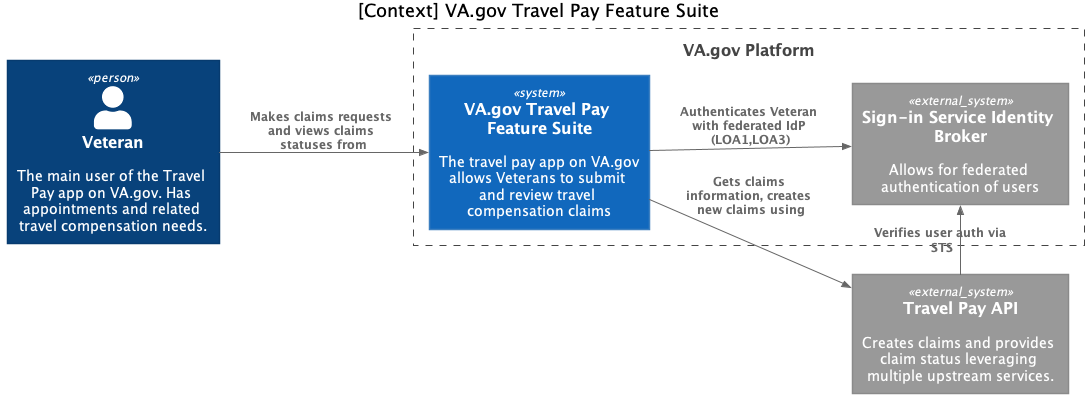 [Context] VA.gov Travel Pay Feature Suite
VA.gov Platform
«person»
Veteran
The main user of the Travel
Pay app on VA.gov. Has
appointments and related
travel compensation needs.
Makes claims requests
and views claims
statuses from
«system»
VA.gov Travel Pay
Feature Suite
The travel pay app on VA.gov
allows Veterans to submit
and review travel
compensation claims
Authenticates Veteran
with federated IdP
(LOA1,LOA3)
Gets claims
information, creates
new claims using
«external_system»
Sign-in Service Identity
Broker
Allows for federated
authentication of users
Verifies user auth via
STS
«external_system»
Travel Pay API
Creates claims and provides
claim status leveraging
multiple upstream services.